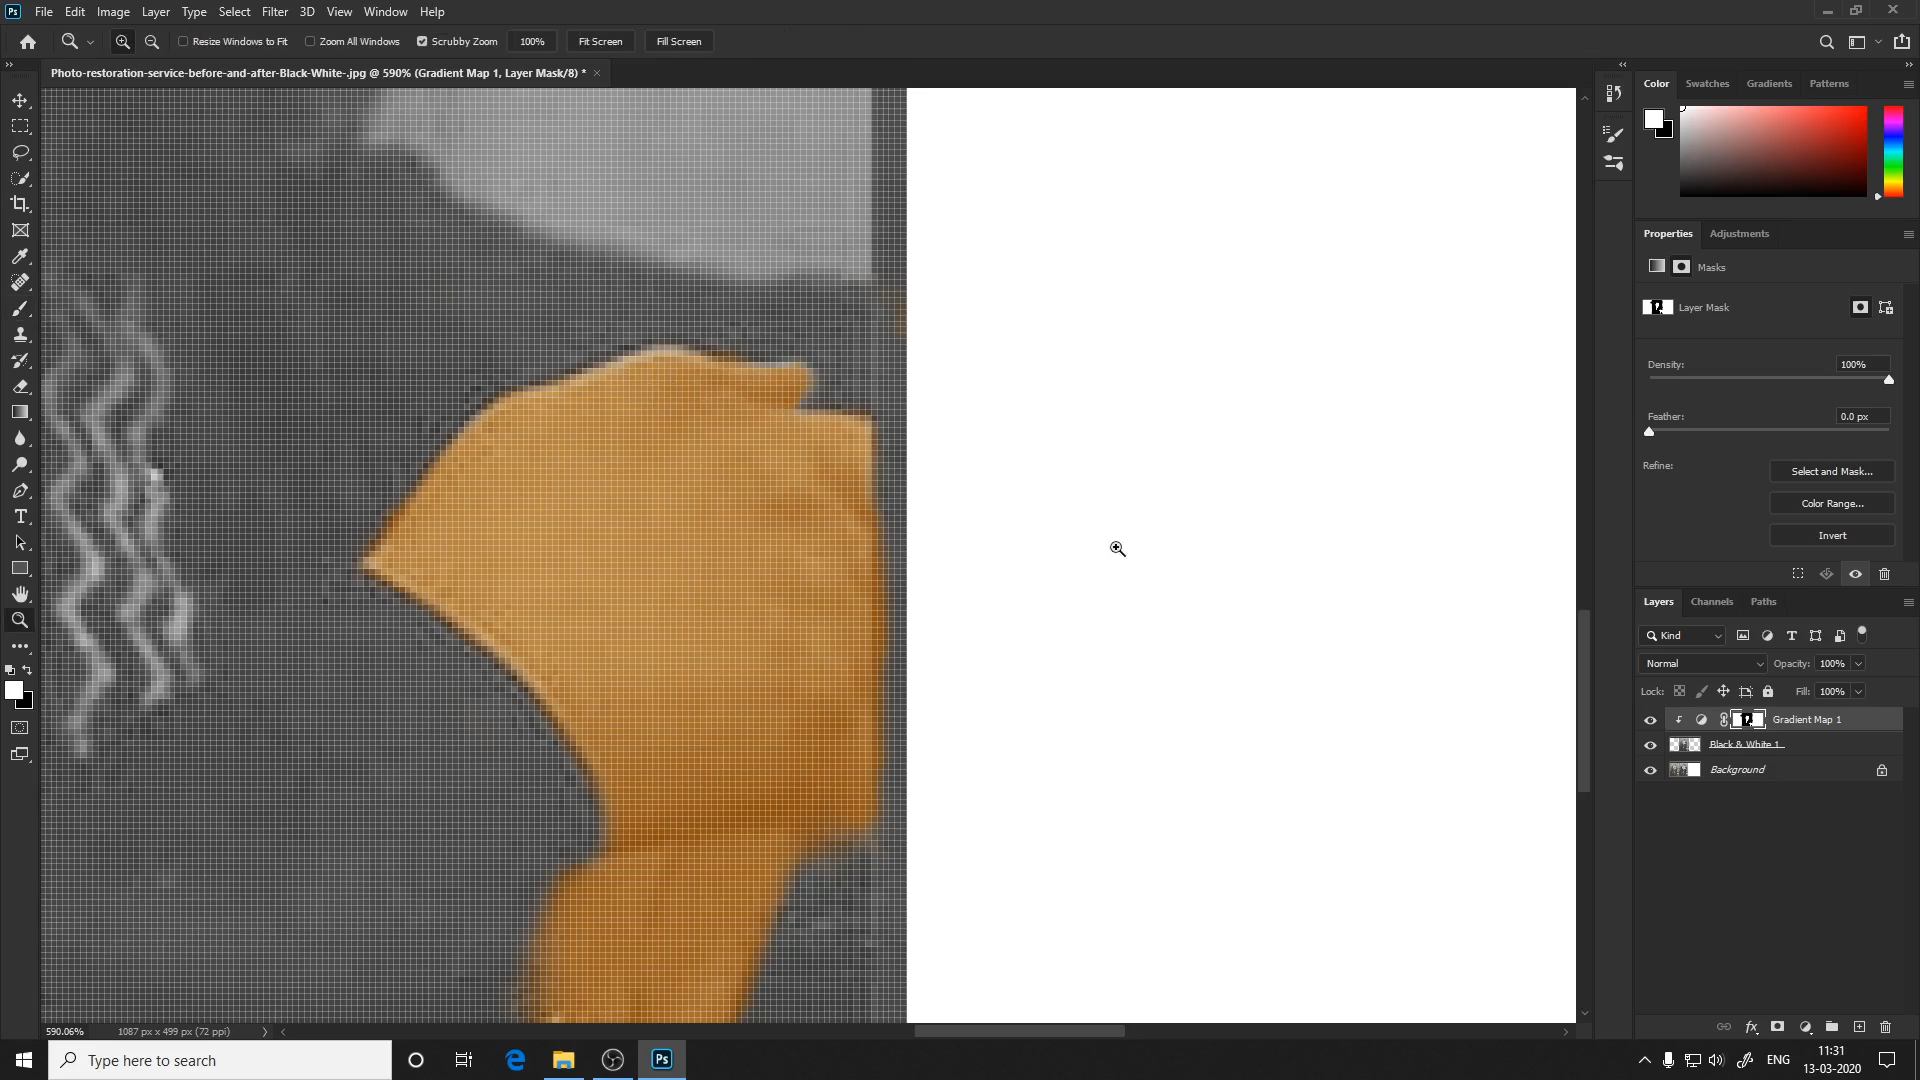 Ps File Edit Image Layer Type Select Filter 3D View Window Help
Resize Windows to Fit Zoom All Windows Scrubby Zoom 100% Fit Screen Fill Screen
Photo-restoration-service-before-and-after-Black-White-.jpg @ 590% (Gradient Map 1, Layer Mask/8) * ×
Color Swatches Gradients Patterns
Properties Adjustments
Masks
Layer Mask
Density: 100%
Feather: 0.0 px
Refine: Select and Mask...
Color Range...
Invert
Layers Channels Paths
Kind
Normal Opacity: 100%
Lock: Fill: 100%
Gradient Map 1
Black & White 1
Background
590.06% 1087 px x 499 px (72 ppi)
Type here to search
Ps
ENG
11:31
13-03-2020